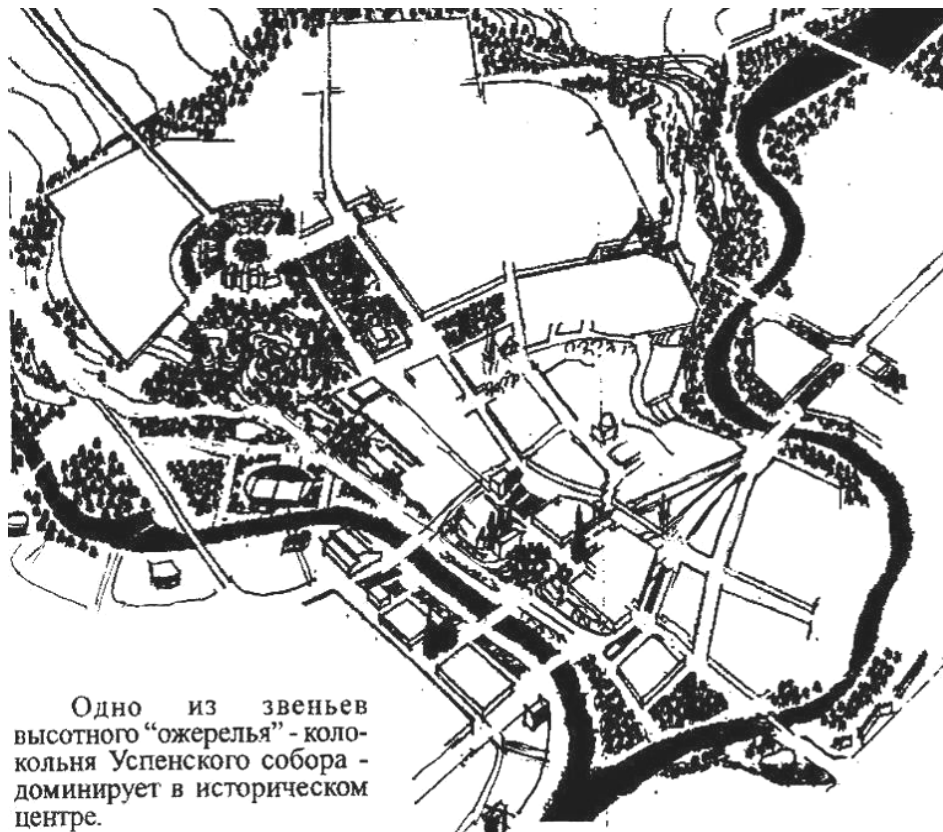 Одно из звеньев
высотного “ожерелья” - коло-
кольня Успенского собора -
доминирует в историческом
центре.